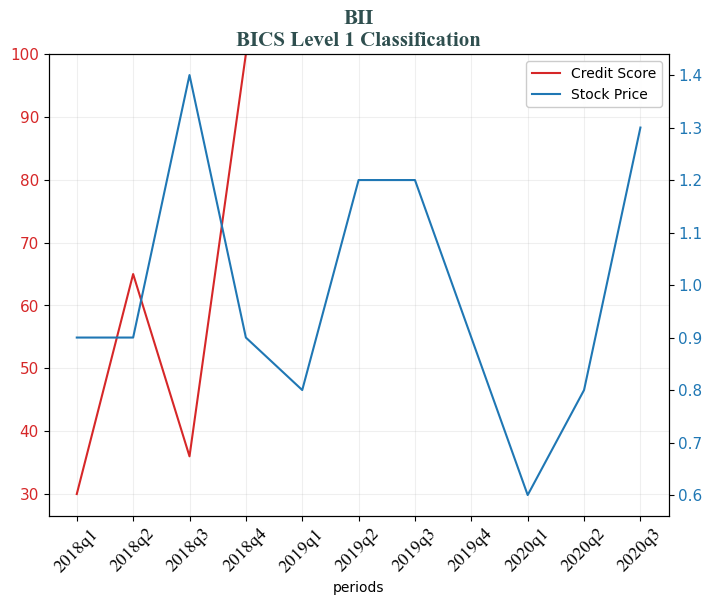 BII
BICS Level 1 Classification
Credit Score
Stock Price
100
90
80
70
60
50
40
30
1.4
1.3
1.2
1.1
1.0
0.9
0.8
0.7
0.6
2018q1
2018q2
2018q3
2018q4
2019q1
2019q2
2019q3
2019q4
2020q1
2020q2
2020q3
periods